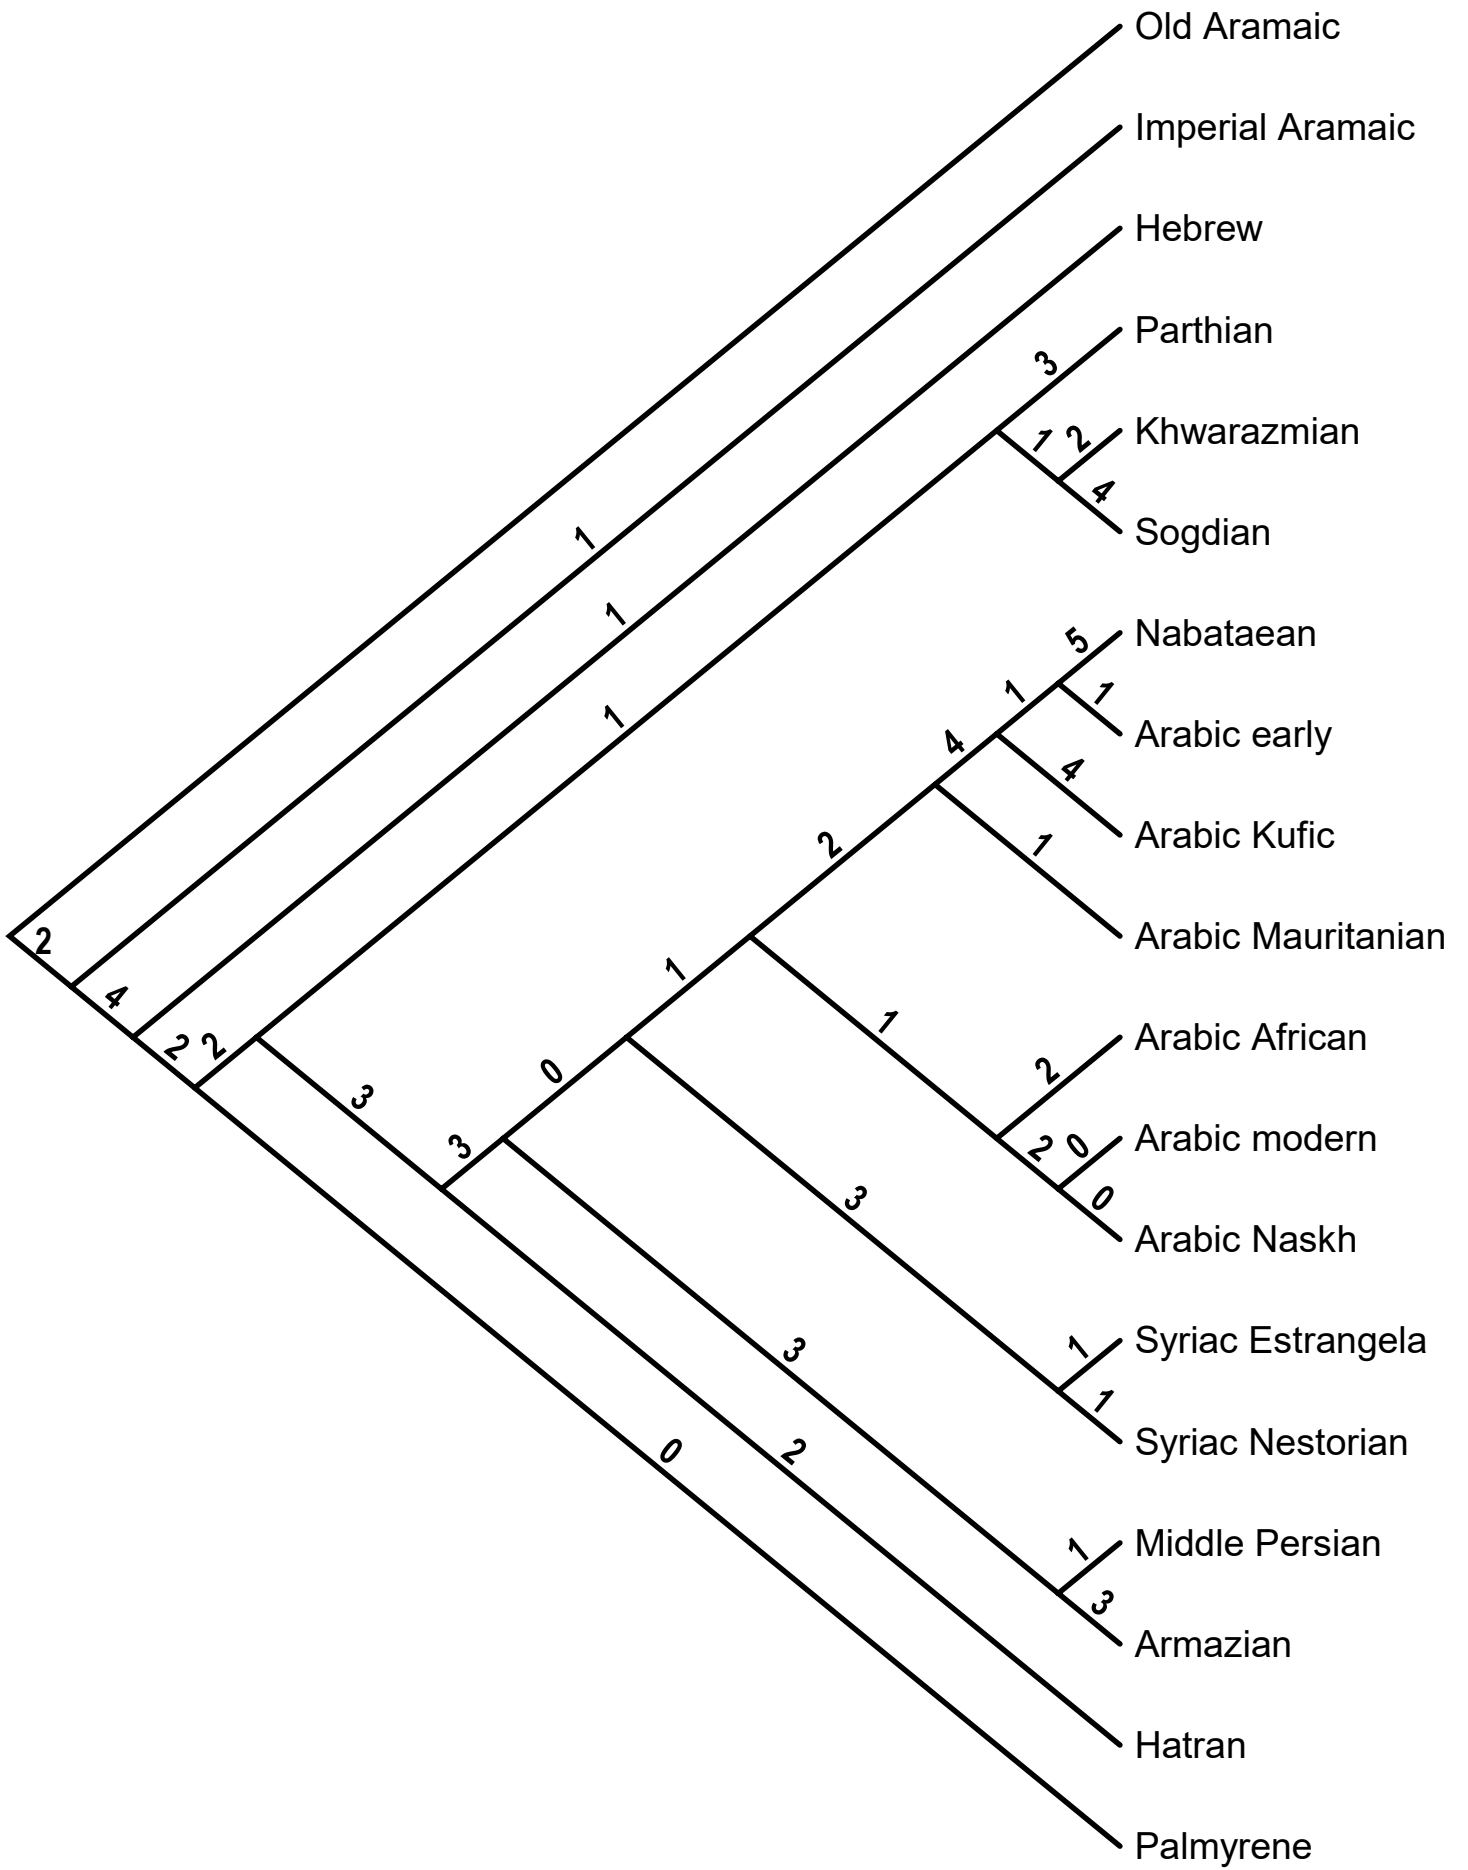 Old Aramaic
Imperial Aramaic
Hebrew
Parthian
3
Khwarazmian
1 2
Sogdian
4
1
Nabataean
5
1
1
1
Arabic early
1
4
Arabic Kufic
4
2
1
Arabic Mauritanian
2
1
4
1
Arabic African
2 2
0
2
3
Arabic modern
3
2 0
0
3
Arabic Naskh
Syriac Estrangela
1
3
1
Syriac Nestorian
0
2
Middle Persian
1
3
Armazian
Hatran
Palmyrene